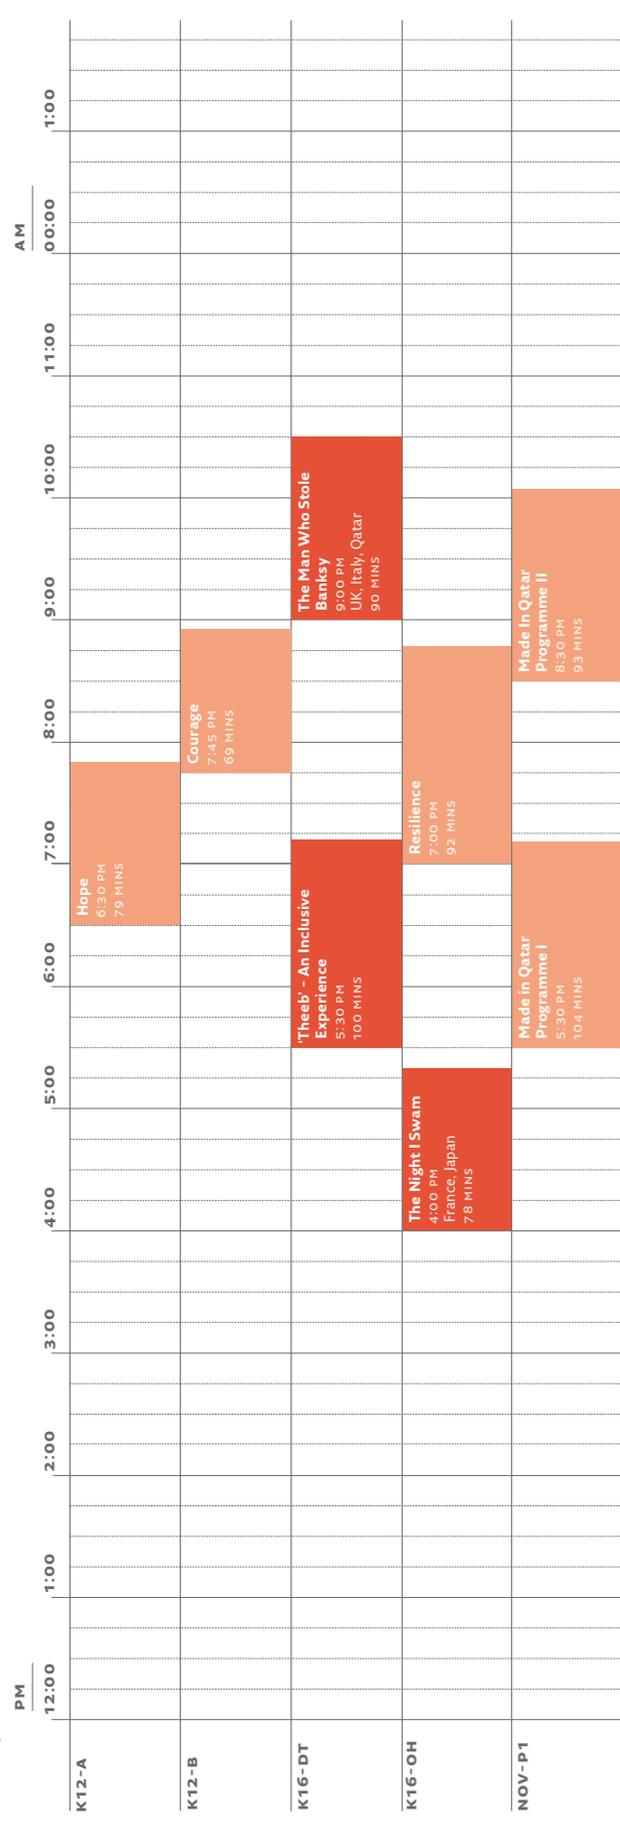 PM
AM
12:00
1:00
2:00
3:00
4:00
5:00
6:00
7:00
8:00
9:00
10:00
11:00
00:00
1:00
K12-A
Hope
6:30 PM
79 MINS
K12-B
Courage
7:45 PM
69 MINS
K16-DT
'Theeb' – An Inclusive
Experience
5:30 PM
100 MINS
The Man Who Stole
Banksy
9:00 PM
UK, Italy, Qatar
90 MINS
K16-OH
The Night I Swam
4:00 PM
France, Japan
78 MINS
Resilience
7:00 PM
92 MINS
NOV-P1
Made in Qatar
Programme I
5:30 PM
104 MINS
Made In Qatar
Programme II
8:30 PM
93 MINS